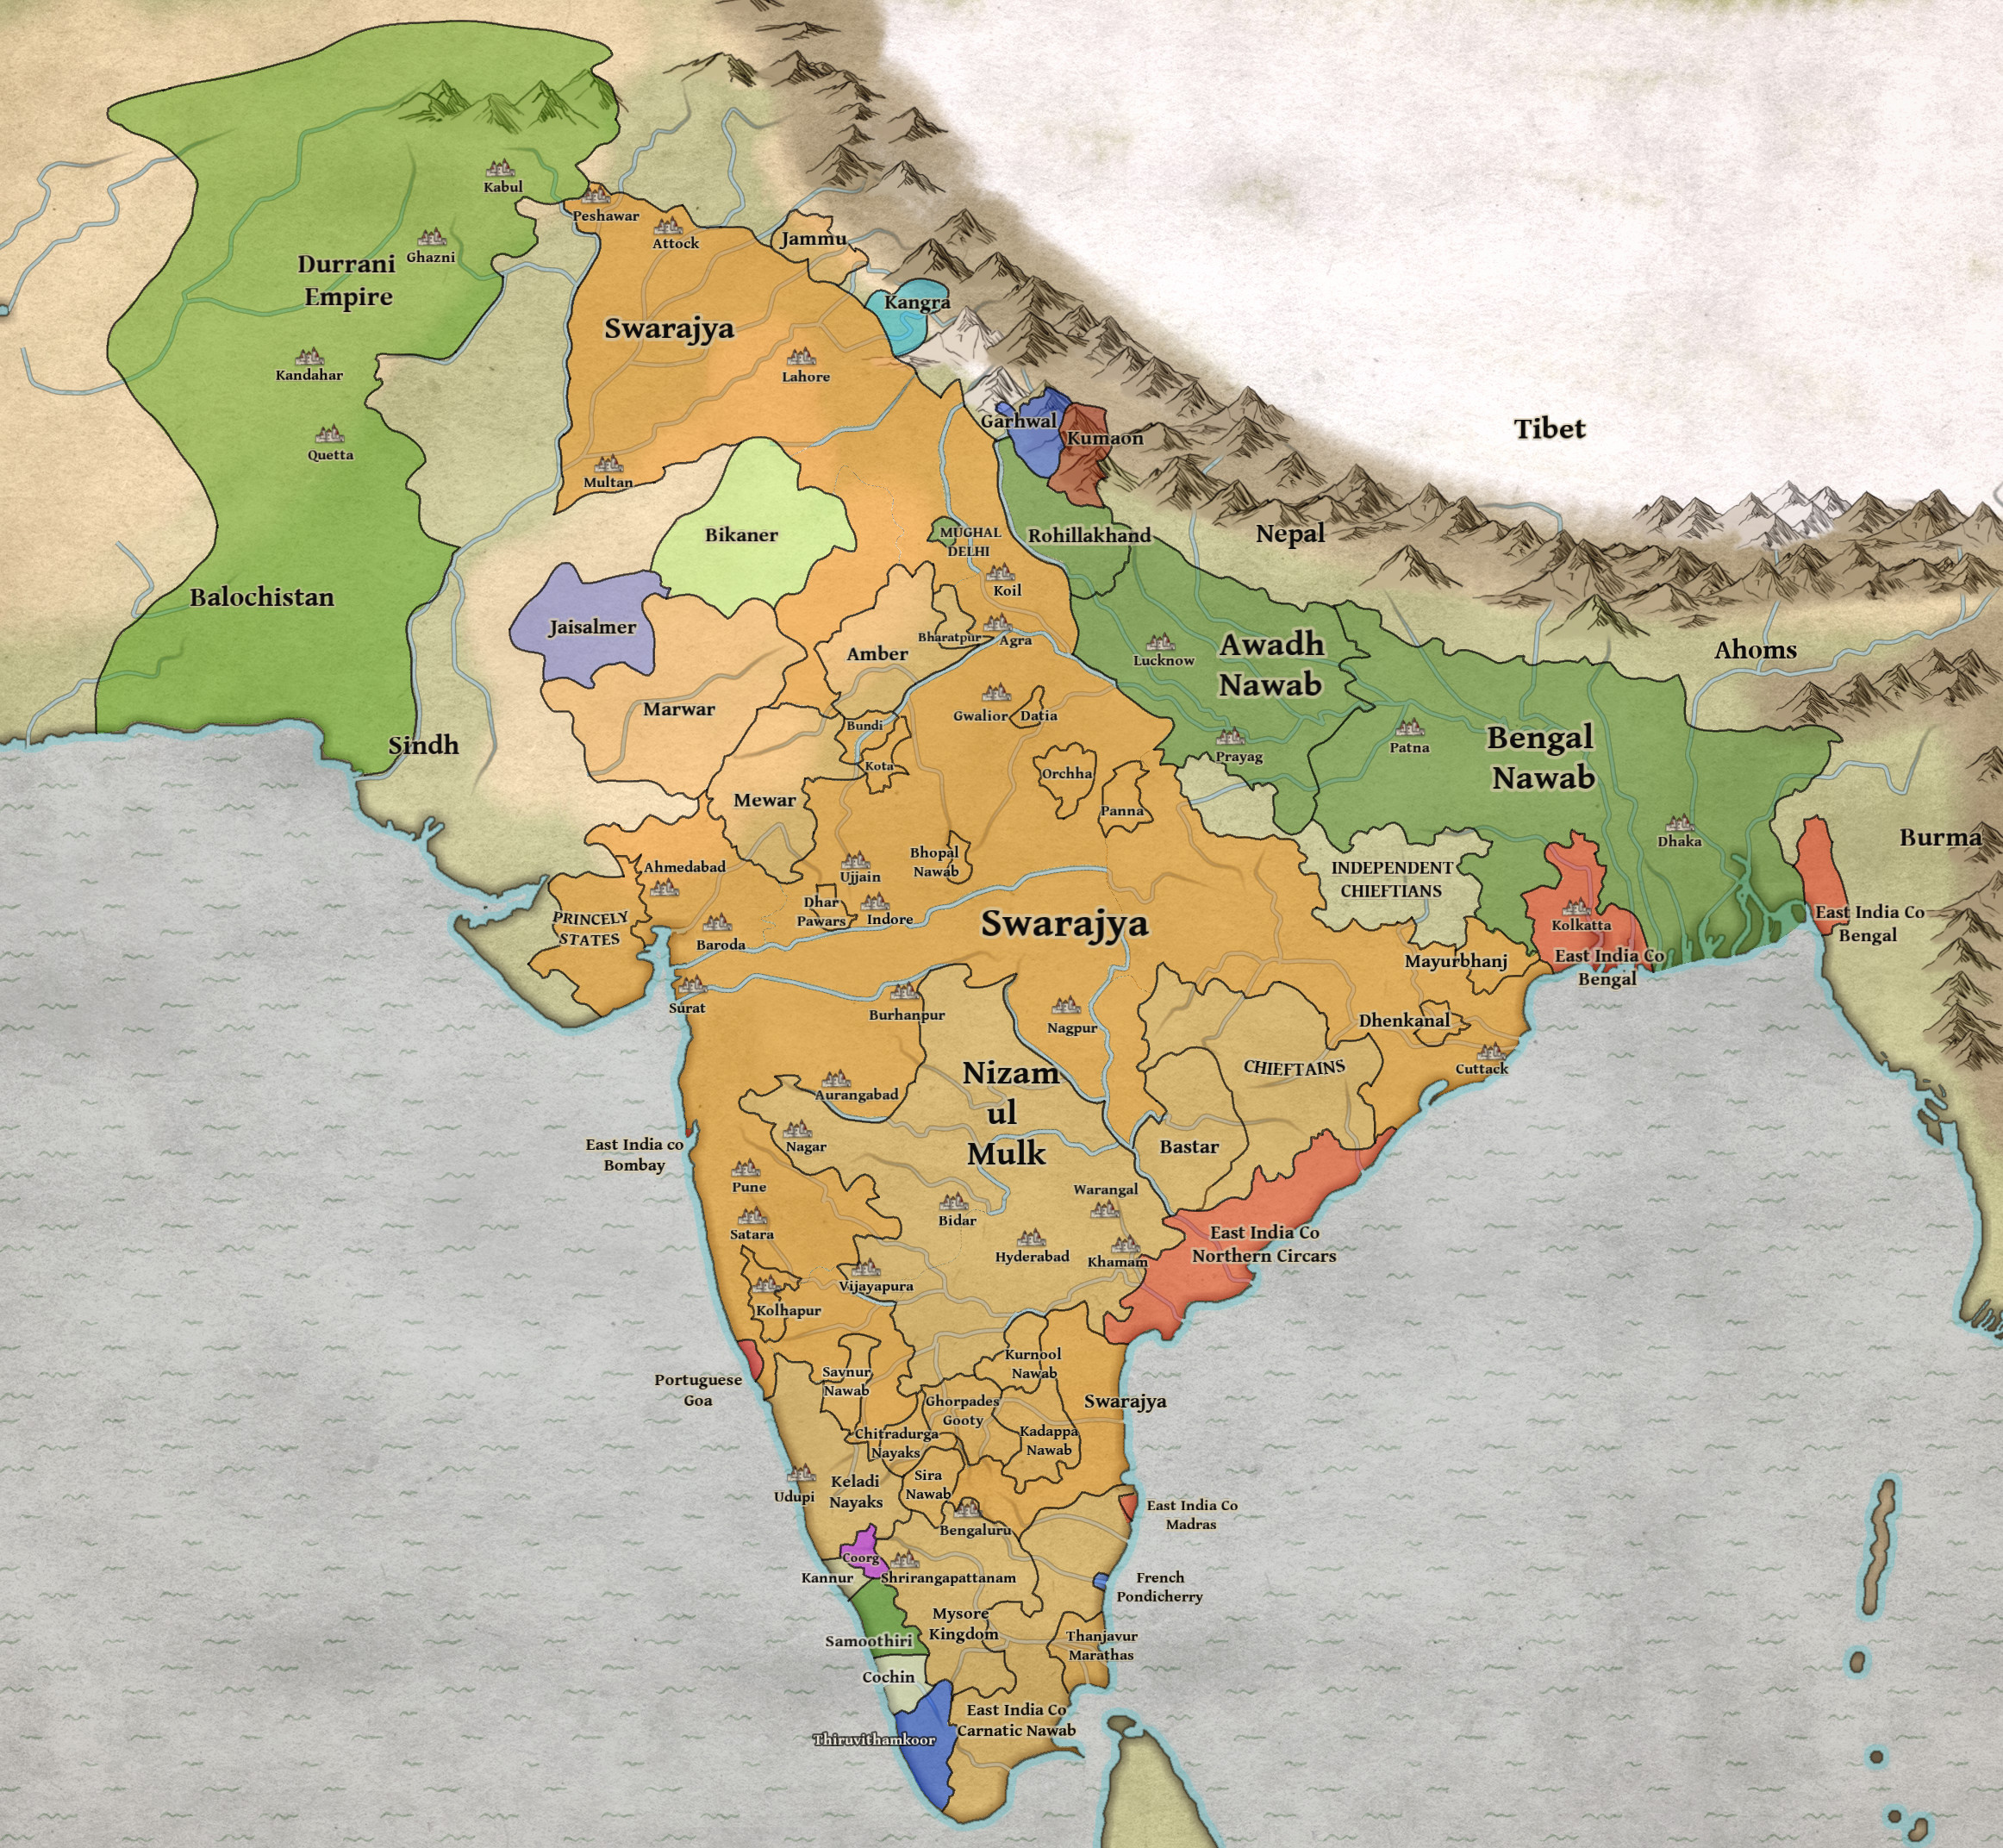 Kabul
Peshawar
Attock
Jammu
Ghazni
Durrani
Empire
Kangra
Swarajya
Lahore
Kandahar
Quetta
Multan
Garhwal
Kumaon
Tibet
Bikaner
MUGHAL
DELHI
Rohillakhand
Nepal
Koil
Balochistan
Jaisalmer
Bharatpur
Agra
Amber
Lucknow
Awadh
Nawab
Ahoms
Marwar
Gwalior
Datia
Bundi
Sindh
Kota
Orchha
Prayag
Patna
Bengal
Nawab
Mewar
Panna
Dhaka
Burma
Ahmedabad
Ujjain
Bhopal
Nawab
INDEPENDENT
CHIEFTIANS
PRINCELY
STATES
Dhar
Pawars
Indore
Baroda
Swarajya
Kolkatta
East India Co
Bengal
East India Co
Bengal
Mayurbhanj
Surat
Burhanpur
Nagpur
Dhenkanal
Cuttack
Nizam
ul
Mulk
CHIEFTAINS
Aurangabad
Nagar
East India co
Bombay
Bastar
Pune
Satara
Bidar
Warangal
Hyderabad
Khamam
East India Co
Northern Circars
Vijayapura
Kolhapur
Portuguese
Goa
Savnur
Nawab
Kurnool
Nawab
Ghorpades
Gooty
Swarajya
Chitradurga
Nayaks
Kadappa
Nawab
Udupi
Keladi
Nayaks
Sira
Nawab
Bengaluru
East India Co
Madras
Coorg
Kannur
Shrirangapattanam
French
Pondicherry
Mysore
Kingdom
Samoothiri
Thanjavur
Marathas
Cochin
Thiruvithamkoor
East India Co
Carnatic Nawab